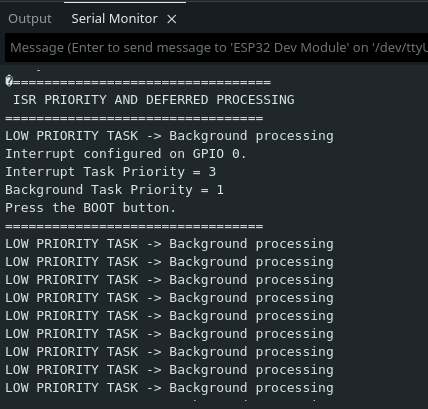 Output Serial Monitor ×
Message (Enter to send message to 'ESP32 Dev Module' on '/dev/ttyU
�=================================
 ISR PRIORITY AND DEFERRED PROCESSING
=================================
LOW PRIORITY TASK -> Background processing
Interrupt configured on GPIO 0.
Interrupt Task Priority = 3
Background Task Priority = 1
Press the BOOT button.
=================================
LOW PRIORITY TASK -> Background processing
LOW PRIORITY TASK -> Background processing
LOW PRIORITY TASK -> Background processing
LOW PRIORITY TASK -> Background processing
LOW PRIORITY TASK -> Background processing
LOW PRIORITY TASK -> Background processing
LOW PRIORITY TASK -> Background processing
LOW PRIORITY TASK -> Background processing
LOW PRIORITY TASK -> Background processing